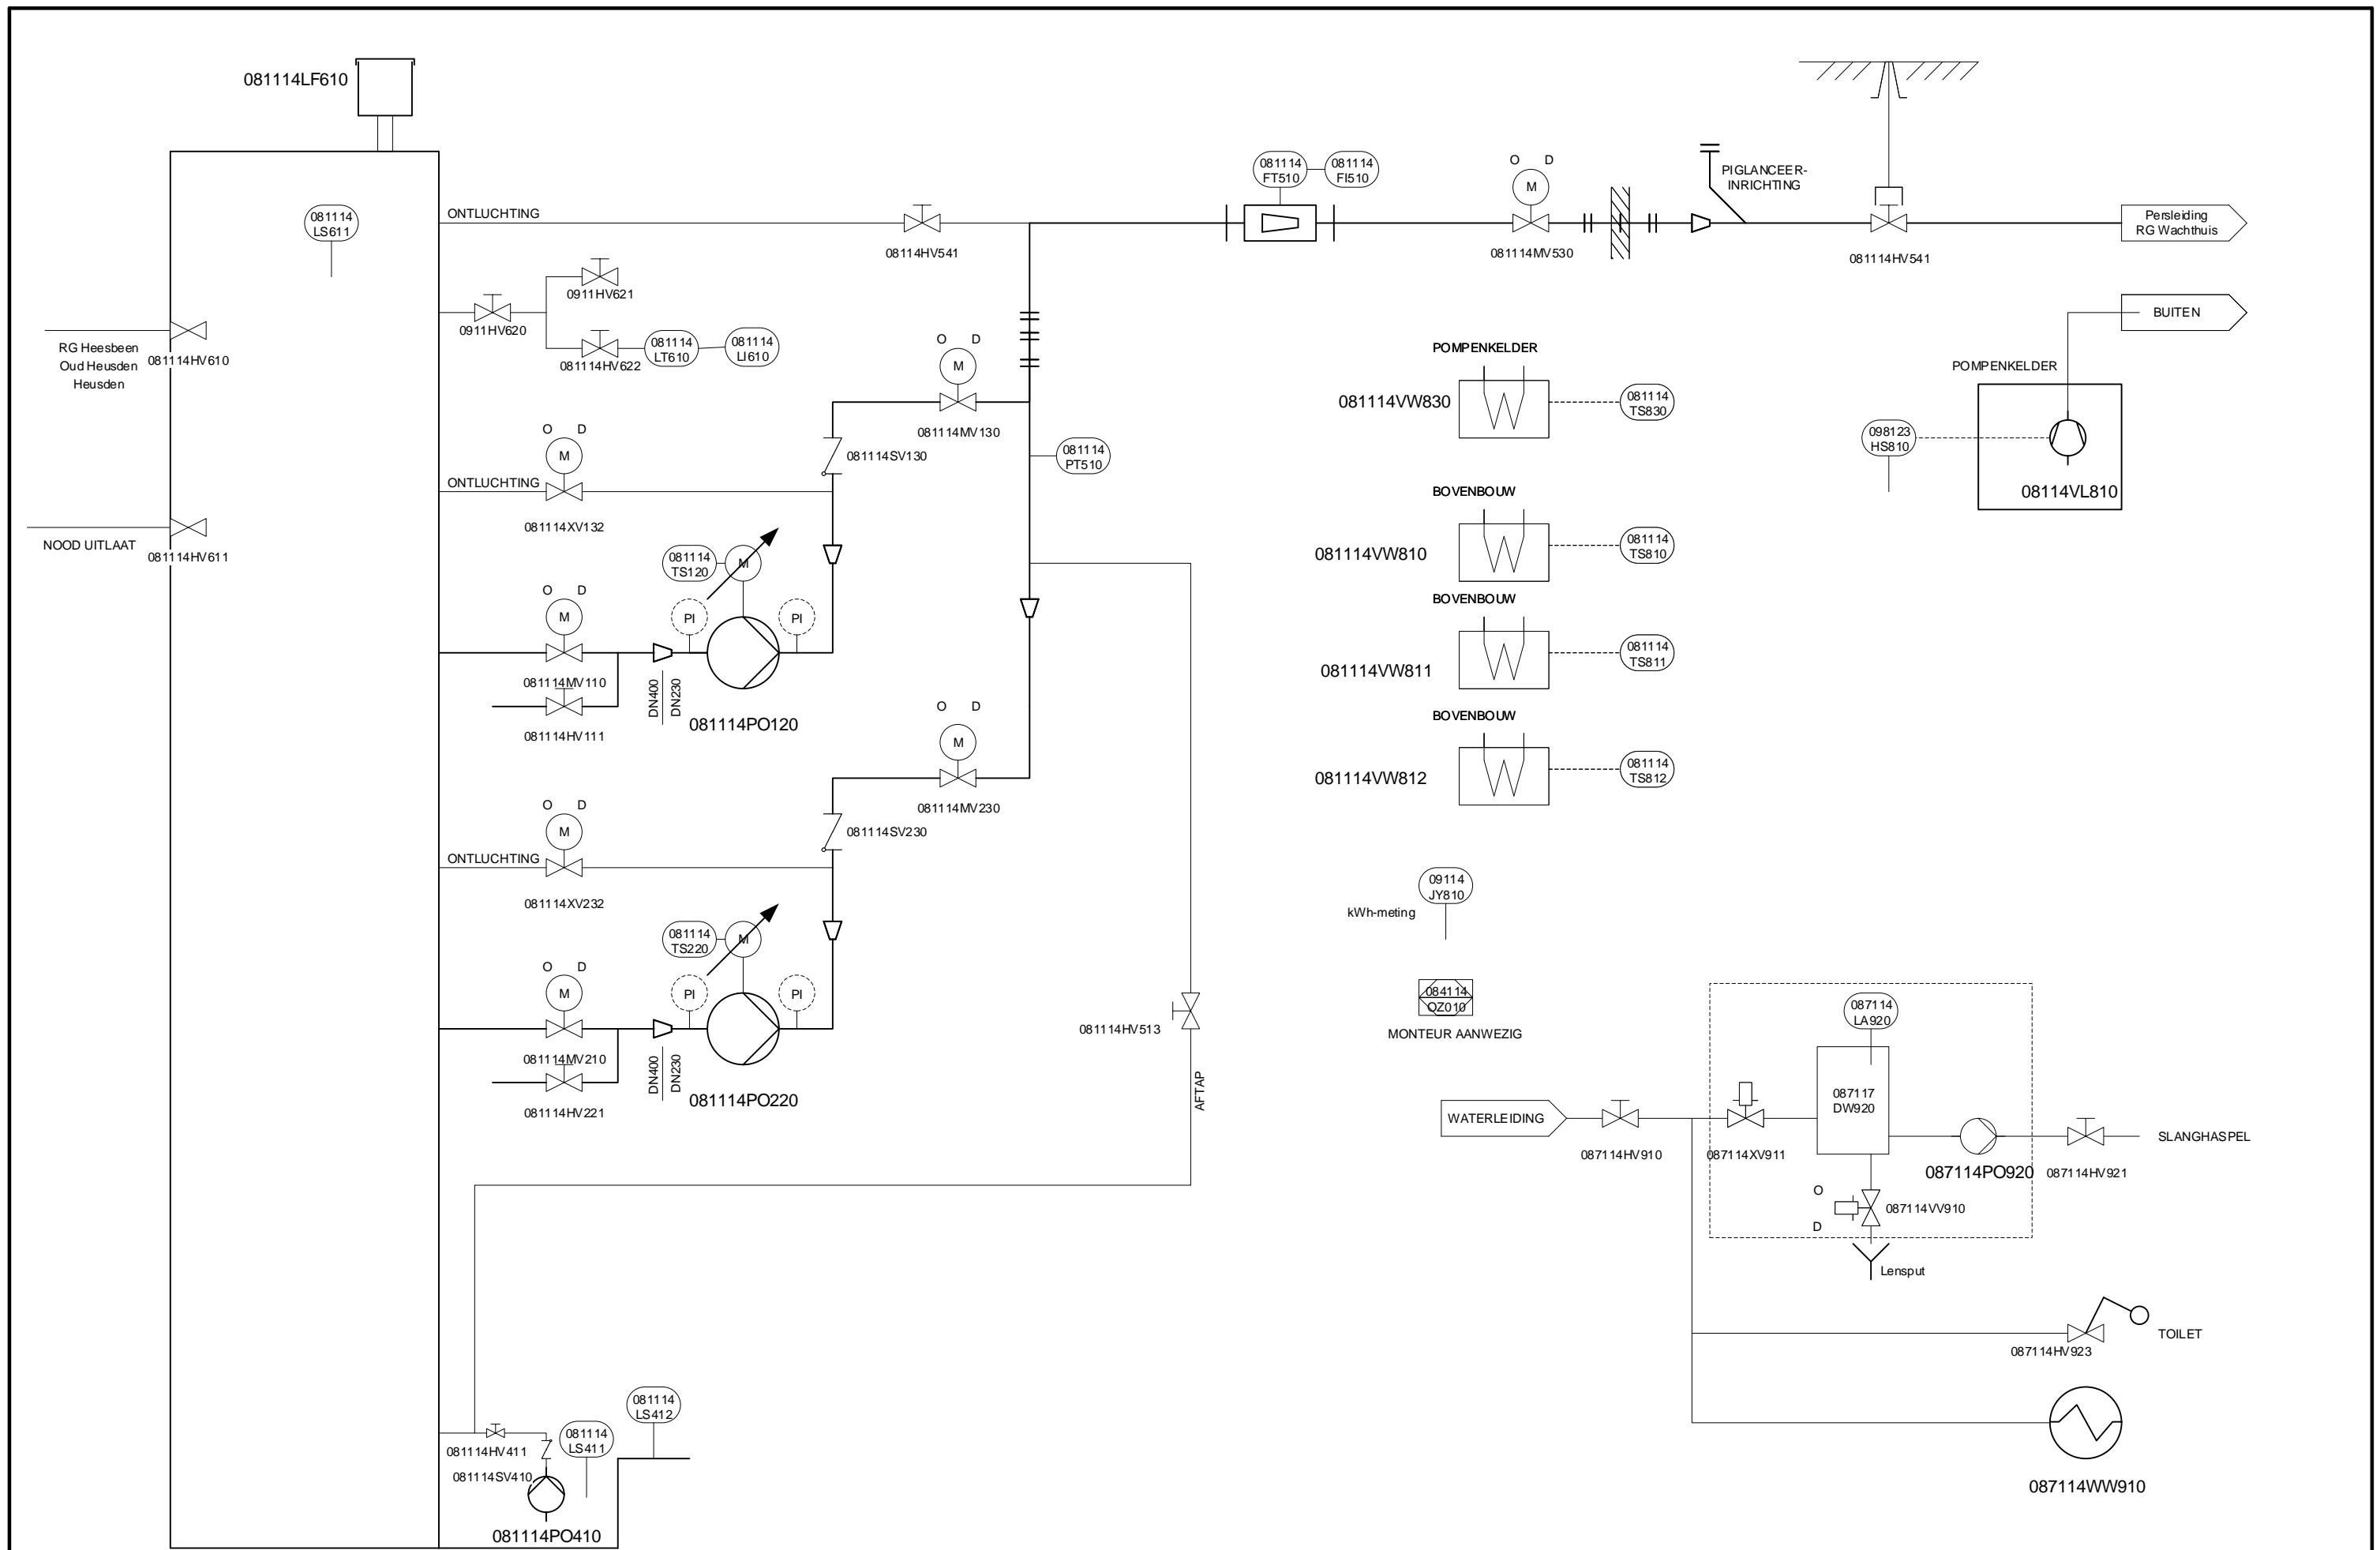 081114LF610
081114
LS611
RG Heesbeen
Oud Heusden
Heusden
081114HV610
NOOD UITLAAT
081114HV611
ONTLUCHTING
08114HV541
0911HV621
0911HV620
081114HV622
081114
LT610
081114
LI610
O D
M
081114MV130
081114SV130
081114
PT510
O D
M
ONTLUCHTING
081114XV132
081114
TS120
M
O D
M
PI
PI
081114MV110
DN400
DN230
081114PO120
081114HV111
O D
M
081114MV230
081114SV230
O D
M
ONTLUCHTING
081114XV232
081114
TS220
M
O D
M
PI
PI
081114MV210
DN400
DN230
081114PO220
081114HV221
081114HV513
AFTAP
081114
LS412
081114
LS411
081114HV411
081114SV410
081114PO410
081114
FT510
081114
FI510
O D
M
081114MV530
PIGLANCEER-
INRICHTING
081114HV541
Persleiding
RG Wachthuis
BUITEN
POMPENKELDER
098123
HS810
08114VL810
POMPENKELDER
081114VW830
081114
TS830
BOVENBOUW
081114VW810
081114
TS810
BOVENBOUW
081114VW811
081114
TS811
BOVENBOUW
081114VW812
081114
TS812
09114
JY810
kWh-meting
084114
OZ010
MONTEUR AANWEZIG
WATERLEIDING
087114HV910
087114XV911
087114
LA920
087117
DW920
087114PO920
087114HV921
SLANGHASPEL
O
D
087114VV910
Lensput
087114HV923
TOILET
087114WW910